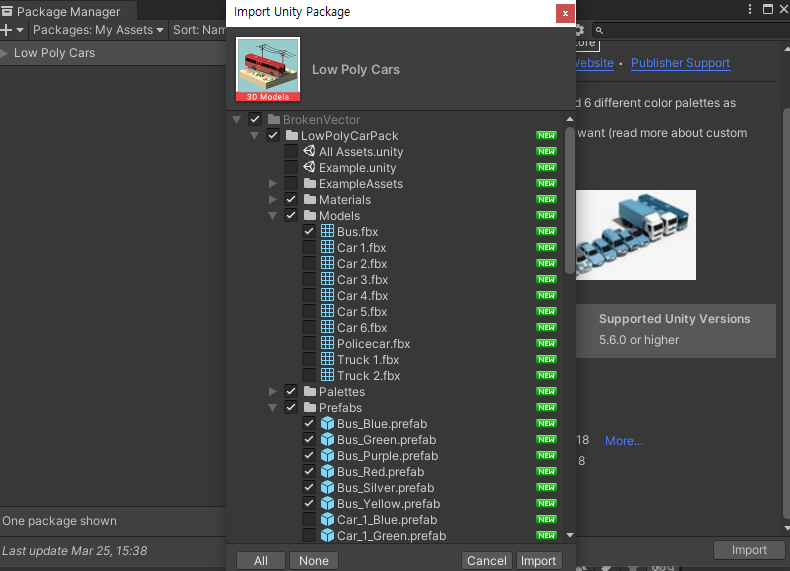 Package Manager
Import Unity Package
x
Packages: My Assets
Sort: Nam
Low Poly Cars
3D Models
Low Poly Cars
Website • Publisher Support
d 6 different color palettes as
want (read more about custom
BrokenVector
LowPolyCarPack NEW
All Assets.unity NEW
Example.unity NEW
ExampleAssets NEW
Materials NEW
Models NEW
Bus.fbx NEW
Car 1.fbx NEW
Car 2.fbx NEW
Car 3.fbx NEW
Car 4.fbx NEW
Car 5.fbx NEW
Car 6.fbx NEW
Policecar.fbx NEW
Truck 1.fbx NEW
Truck 2.fbx NEW
Palettes NEW
Prefabs NEW
Bus_Blue.prefab NEW
Bus_Green.prefab NEW
Bus_Purple.prefab NEW
Bus_Red.prefab NEW
Bus_Silver.prefab NEW
Bus_Yellow.prefab NEW
Car_1_Blue.prefab NEW
Car_1_Green.prefab NEW
Supported Unity Versions
5.6.0 or higher
18 More...
8
One package shown
Last update Mar 25, 15:38
All None Cancel Import
Import